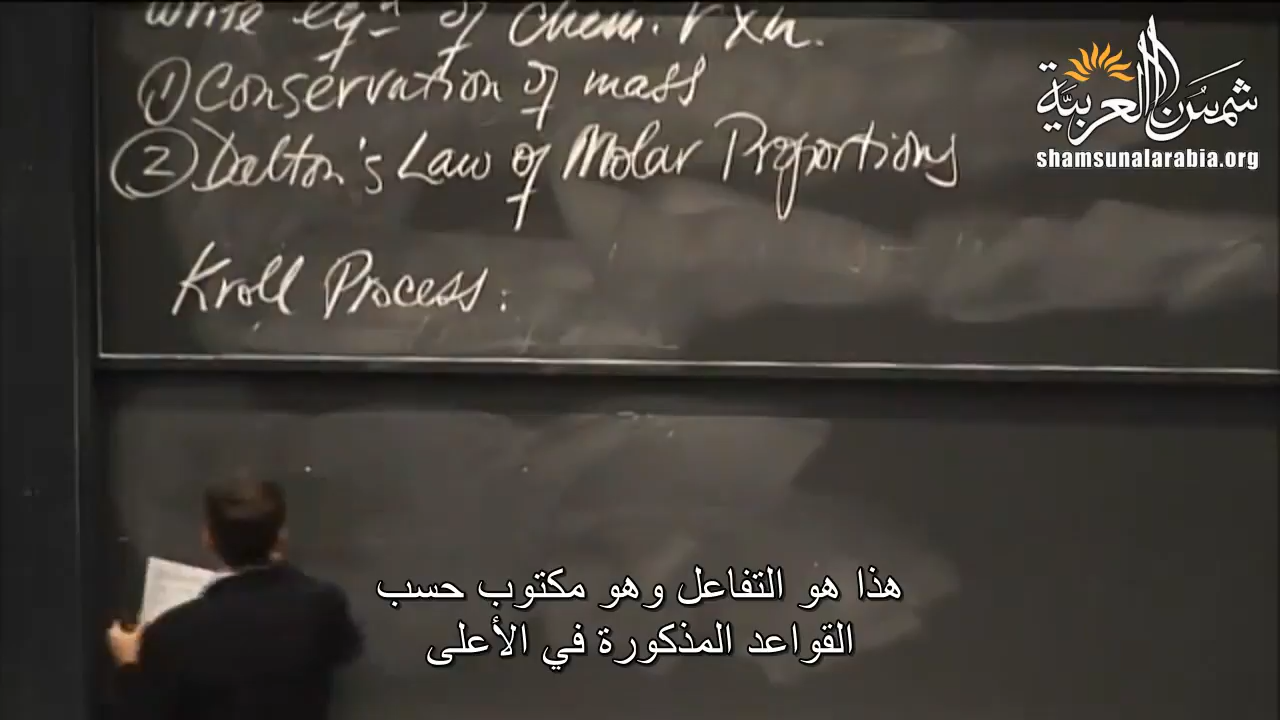 write eqn of Chem. rxn.
① Conservation of mass
② Dalton's Law of Molar Proportions
Kroll Process:
شمس العربية
shamsunalarabia.org
هذا هو التفاعل وهو مكتوب حسب
القواعد المذكورة في الأعلى